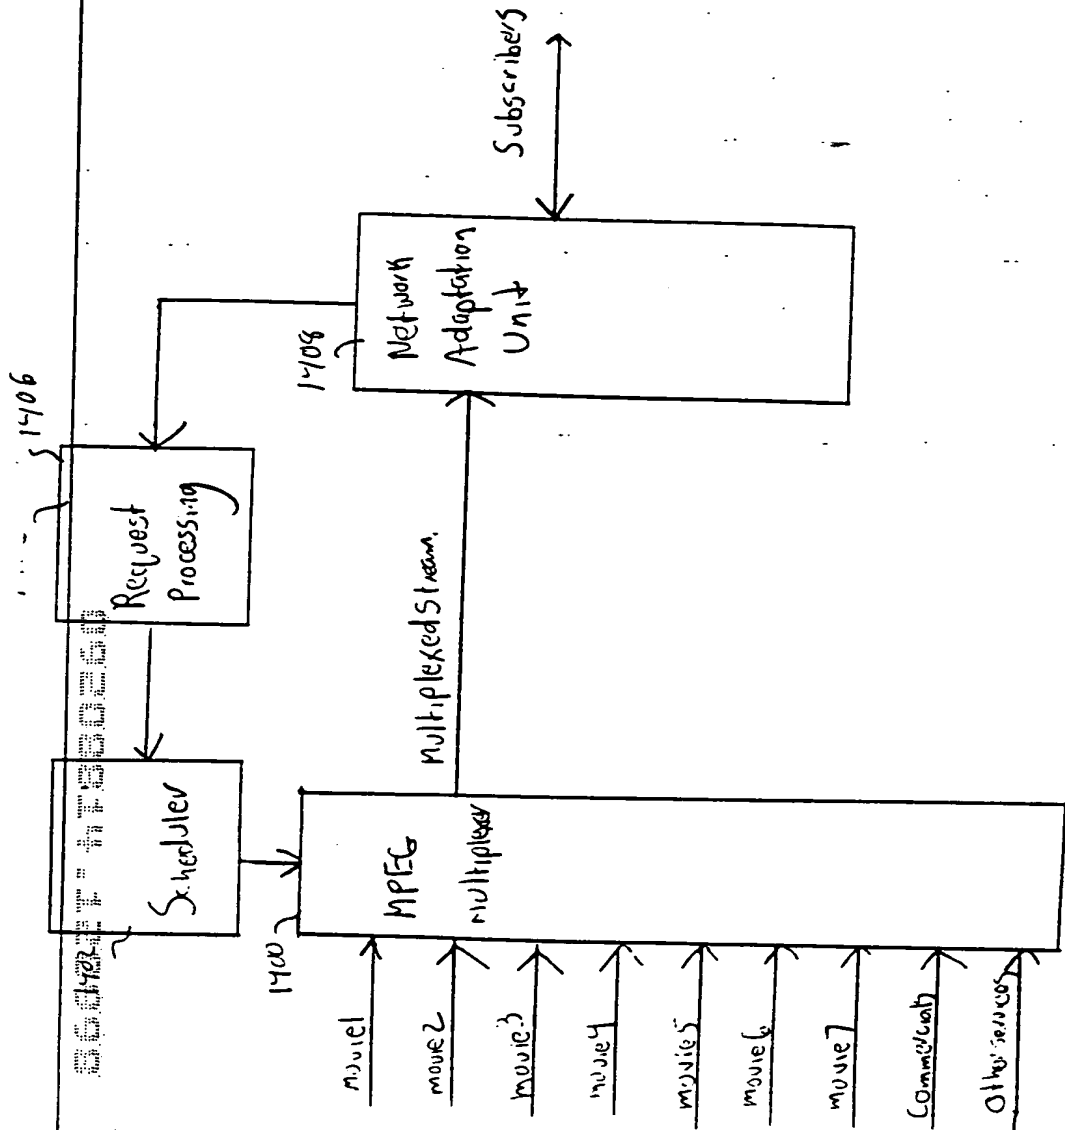 1406
Request
Processing
Scheduler
1408
Network
Adaptation
Unit
Subscribers
Multiplexed Stream.
1400
MPEG
Multiplexer
movie1
movie2
movie3
movie4
movie5
movie6
movie7
Commercials
Other services